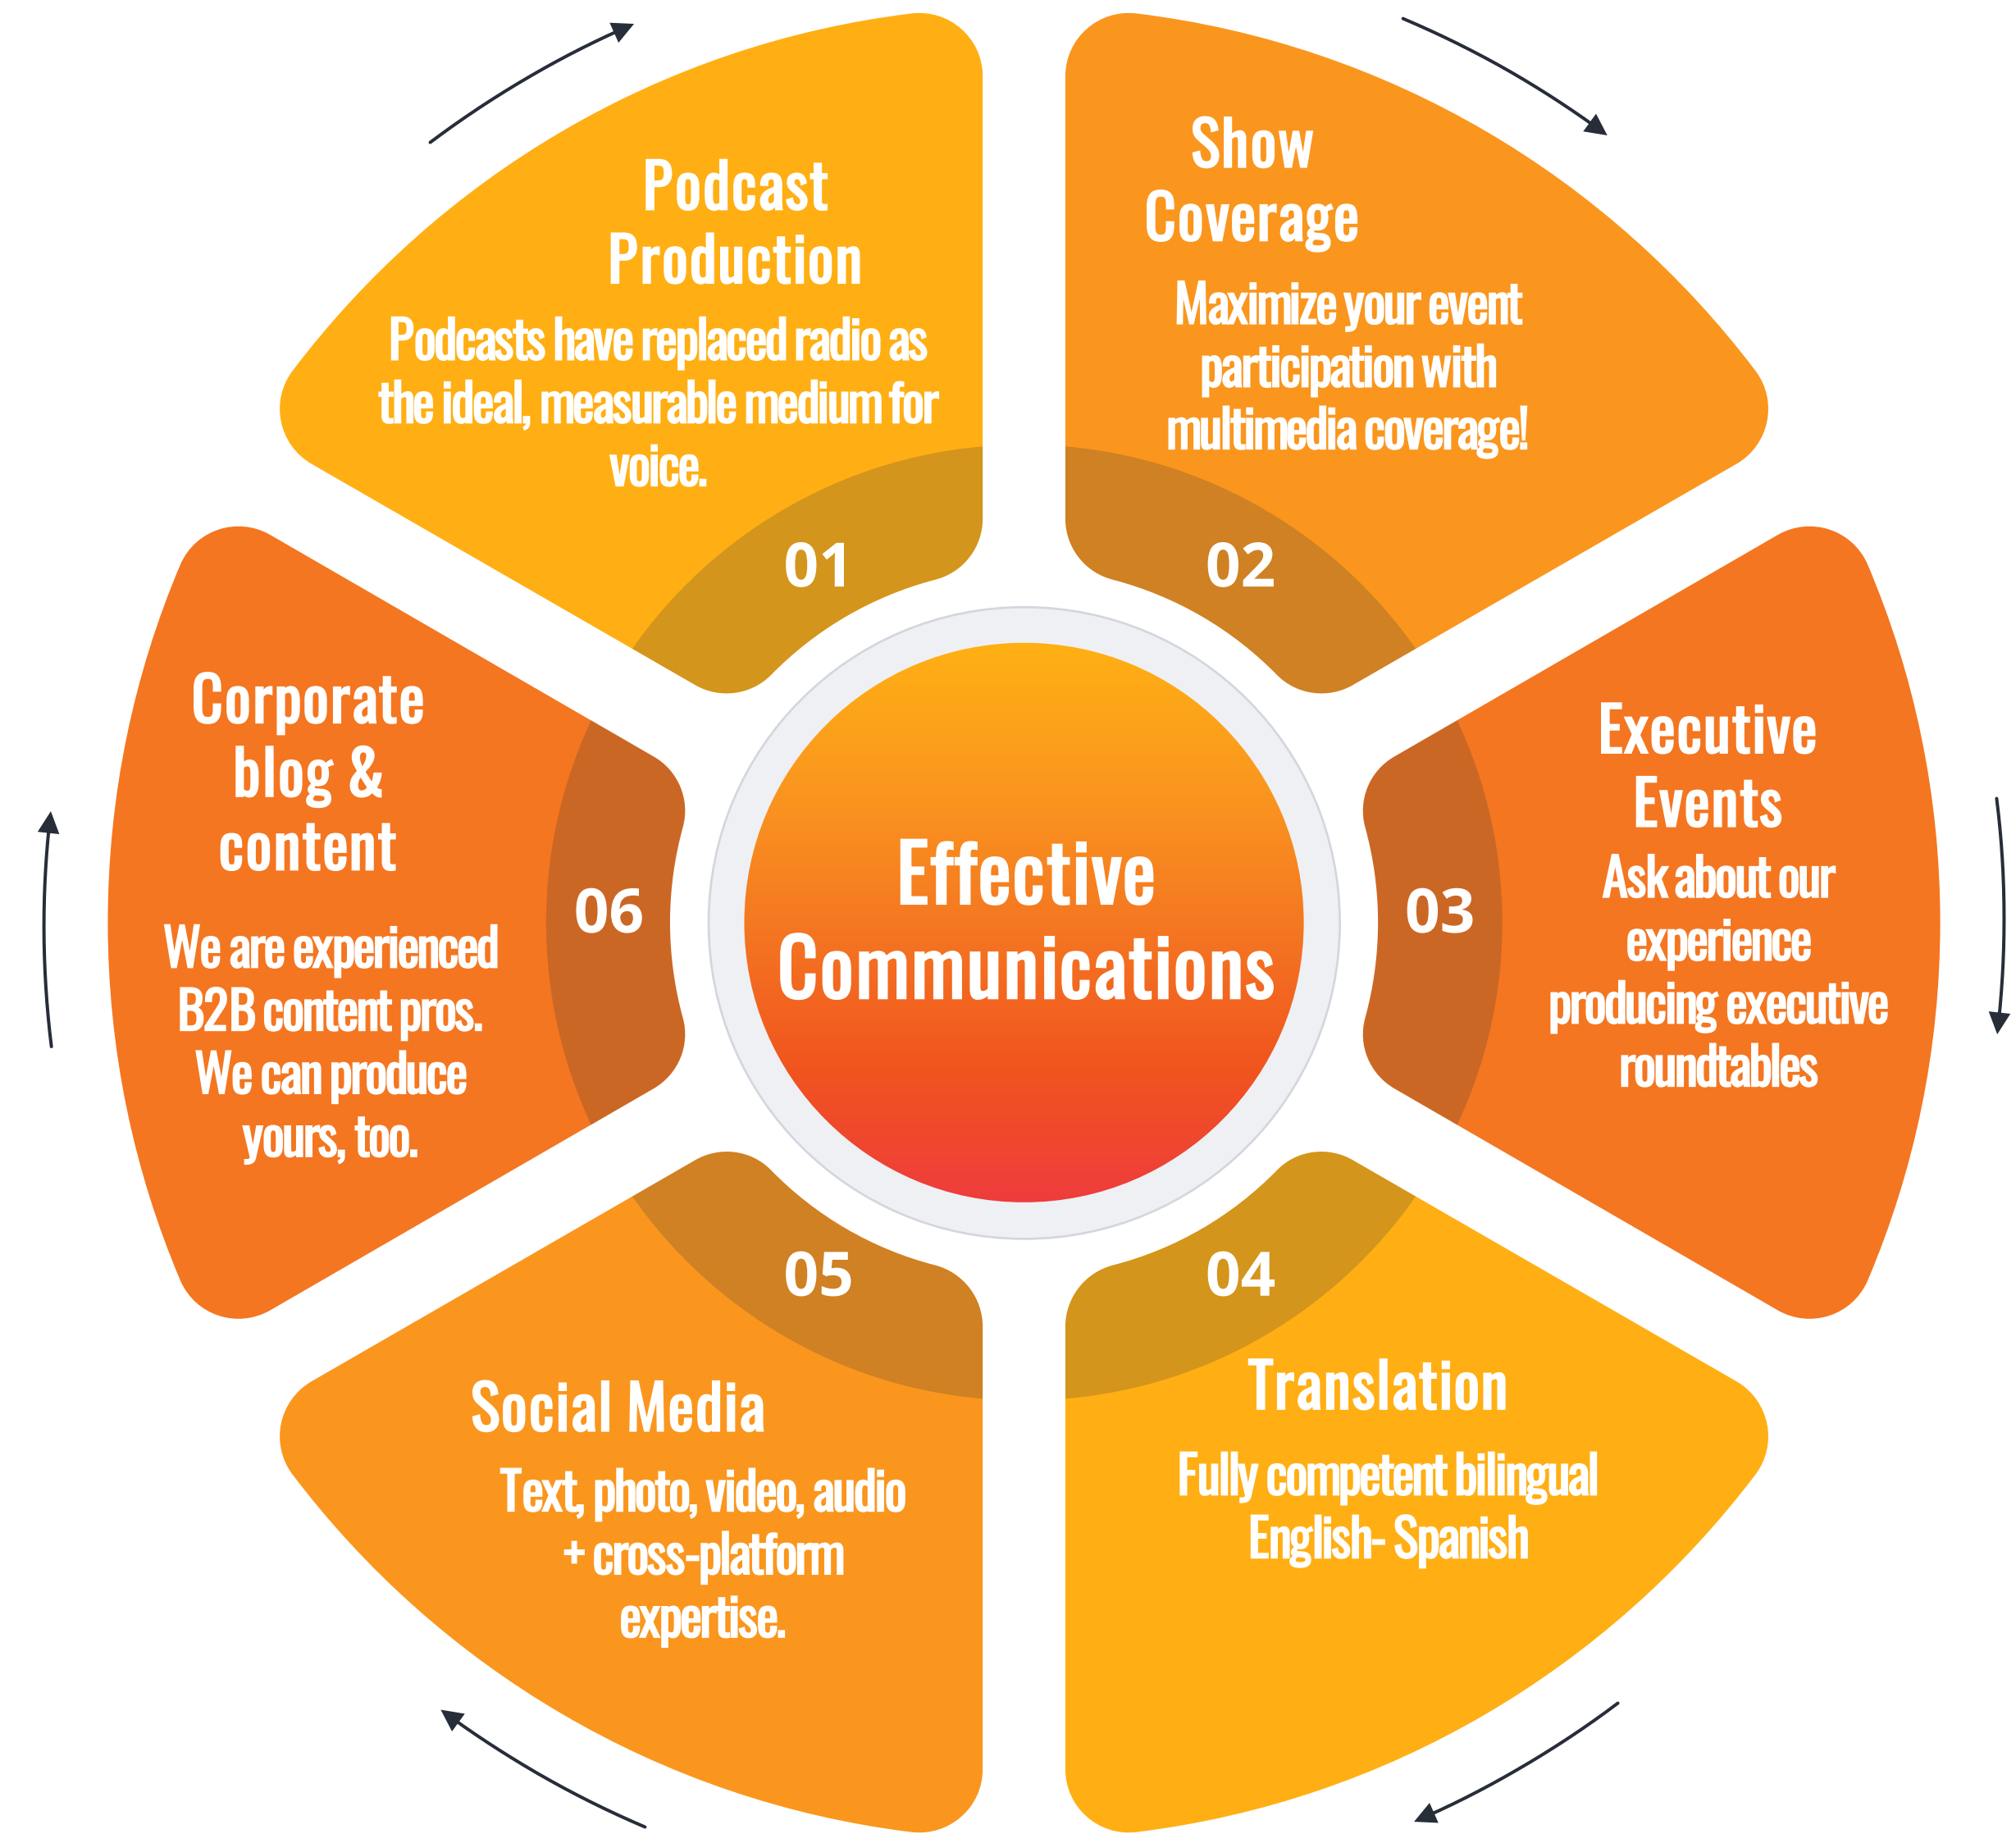 Podcast
Production
Podcasts have replaced radio as
the ideal, measurable medium for
voice.
01
Show
Coverage
Maximize your event
participation with
multimedia coverage!
02
Executive
Events
Ask about our
experience
producing executive
roundtables
03
Translation
Fully competent bilingual
English- Spanish
04
Social Media
Text, photo, video, audio
+ cross-platform
expertise.
05
Corporate
blog &
content
We are experienced
B2B content pros.
We can produce
yours, too.
06
Effective
Communications